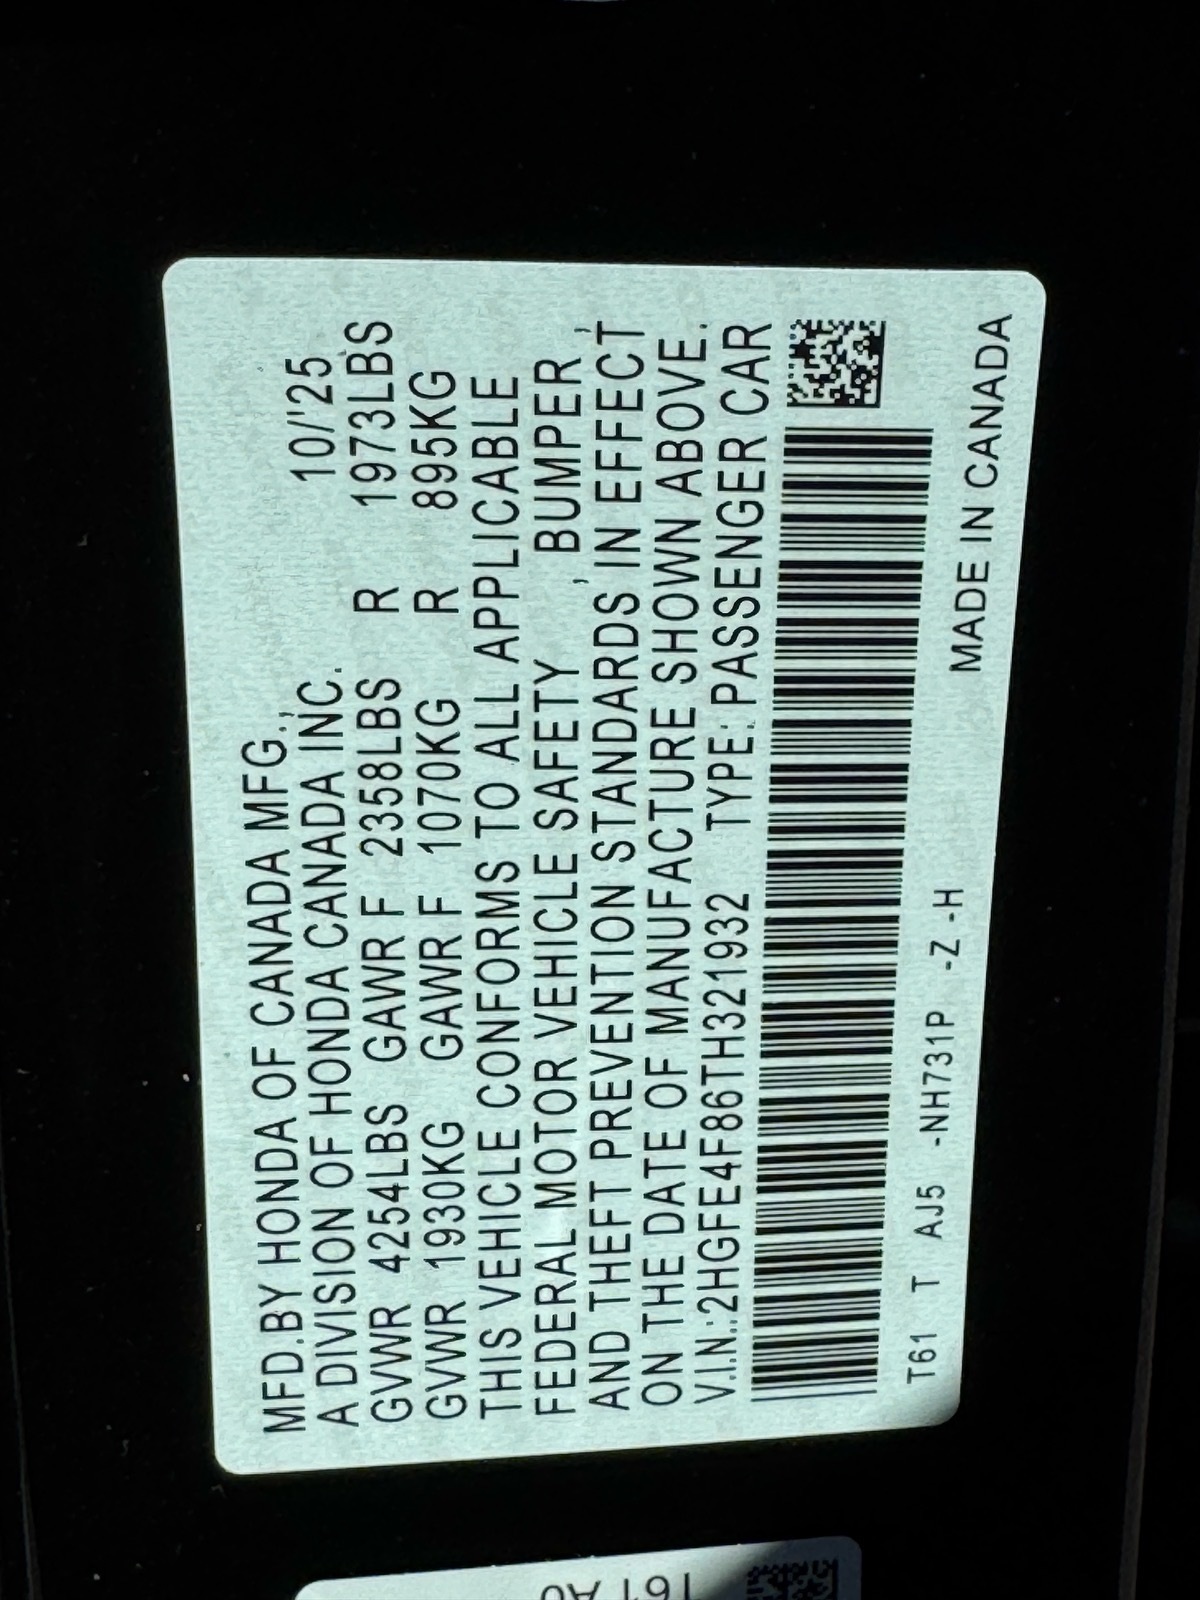 MFD.BY HONDA OF CANADA MFG.,
A DIVISION OF HONDA CANADA INC. 10/'25
GVWR 4254LBS GAWR F 2358LBS R 1973LBS
GVWR 1930KG GAWR F 1070KG R 895KG
THIS VEHICLE CONFORMS TO ALL APPLICABLE
FEDERAL MOTOR VEHICLE SAFETY, BUMPER,
AND THEFT PREVENTION STANDARDS IN EFFECT
ON THE DATE OF MANUFACTURE SHOWN ABOVE.
V.I.N.:2HGFE4F86TH321932 TYPE: PASSENGER CAR
T61 T AJ5 -NH731P -Z -H MADE IN CANADA